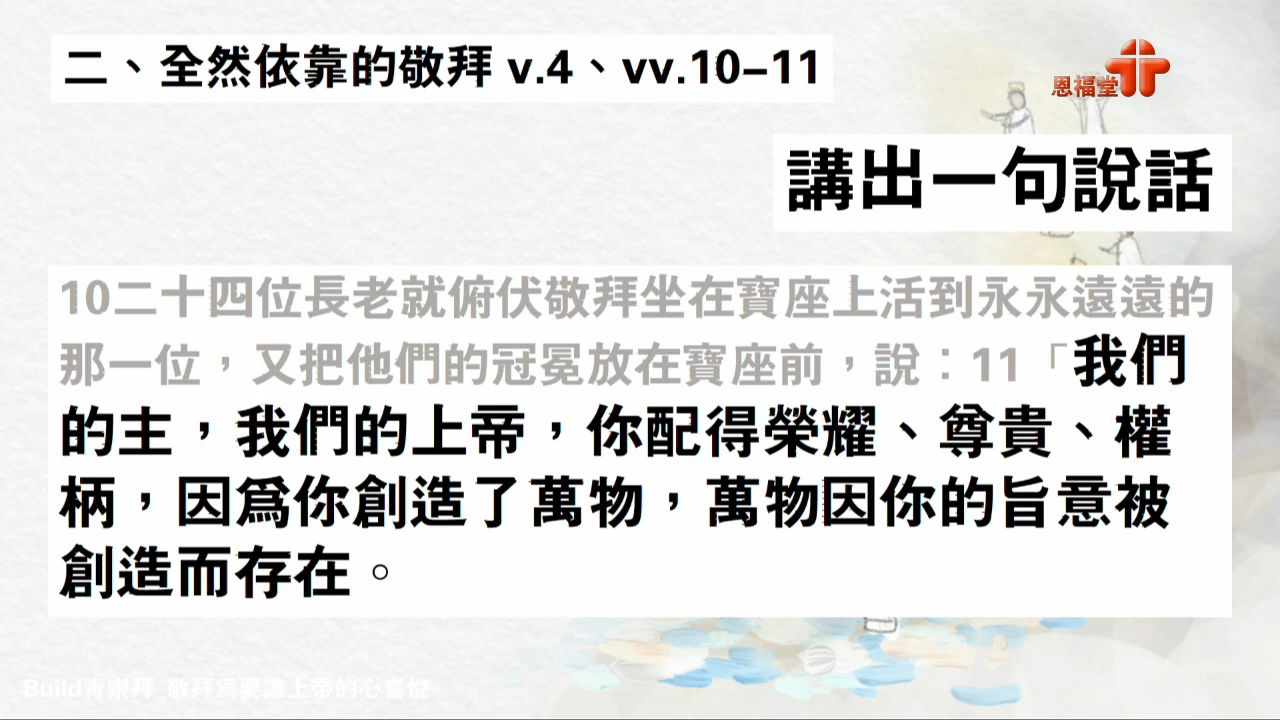 二、全然依靠的敬拜 v.4、vv.10–11
恩福堂
講出一句說話
10二十四位長老就俯伏敬拜坐在寶座上活到永永遠遠的
那一位，又把他們的冠冕放在寶座前，說：11「我們
的主，我們的上帝，你配得榮耀、尊貴、權
柄，因為你創造了萬物，萬物因你的旨意被
創造而存在。
Build青崇拜 敬拜為要讓上帝的心喜悅